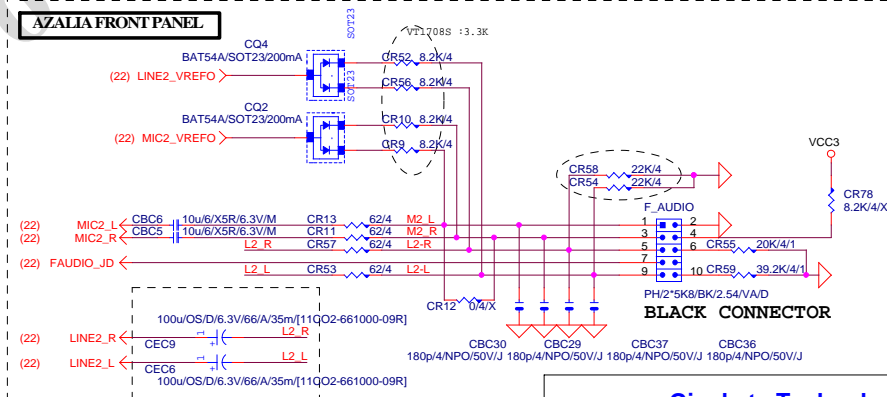 AZALIA FRONT PANEL
SOT23
VT1708S :3.3K
CQ4
BAT54A/SOT23/200mA
CR52 8.2K/4
(22) LINE2_VREFO
CR56 8.2K/4
SOT23
CQ2
BAT54A/SOT23/200mA
CR10 8.2K/4
(22) MIC2_VREFO
CR9 8.2K/4
VCC3
CR58 22K/4
CR54 22K/4
CR78
8.2K/4/X
F_AUDIO
(22) MIC2_L CBC6 10u/6/X5R/6.3V/M CR13 62/4 M2_L 1 2
(22) MIC2_R CBC5 10u/6/X5R/6.3V/M CR11 62/4 M2_R 3 4
L2_R CR57 62/4 L2-R 5 6 CR55 20K/4/1
(22) FAUDIO_JD 7
L2_L CR53 62/4 L2-L 9 10 CR59 39.2K/4/1
PH/2*5K8/BK/2.54/VA/D
CR12 0/4/X
BLACK CONNECTOR
100u/OS/D/6.3V/66/A/35m/[11CO2-661000-09R]
(22) LINE2_R 1 + L2_R
CEC9
CBC30 CBC29 CBC37 CBC36
180p/4/NPO/50V/J 180p/4/NPO/50V/J 180p/4/NPO/50V/J 180p/4/NPO/50V/J
(22) LINE2_L 1 + L2_L
CEC6
100u/OS/D/6.3V/66/A/35m/[11CO2-661000-09R]